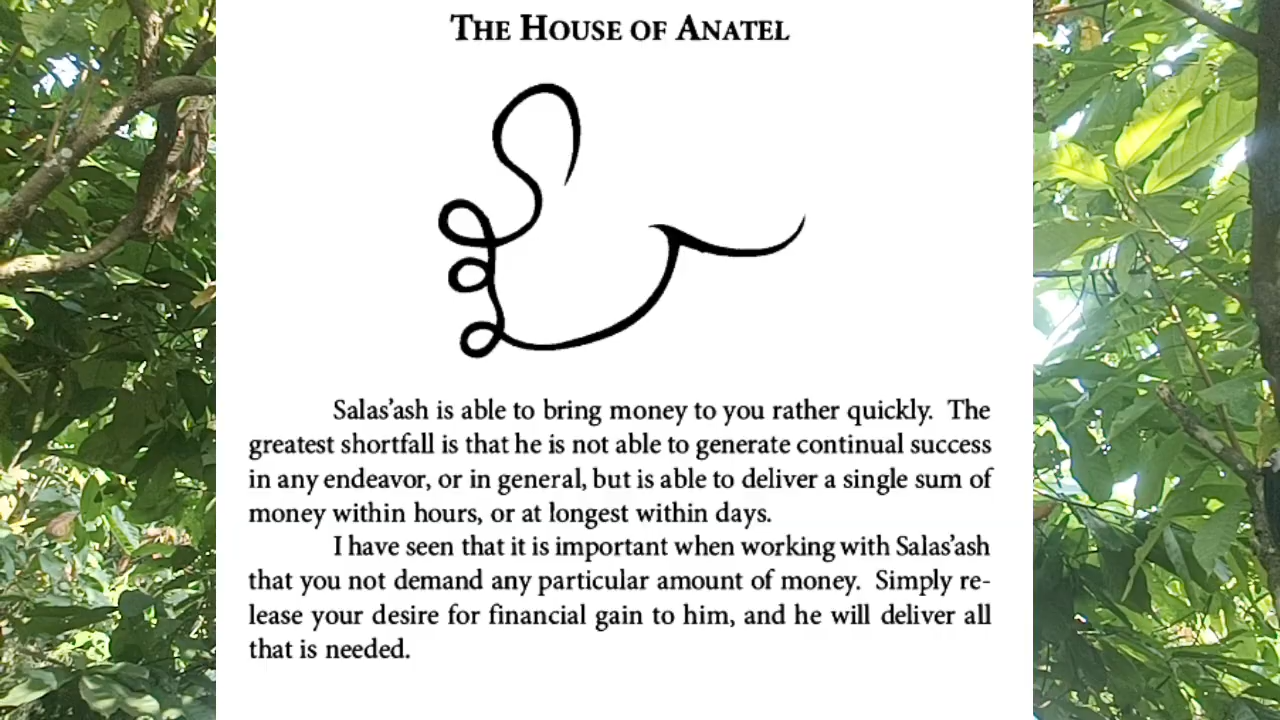 THE HOUSE OF ANATEL
Salas'ash is able to bring money to you rather quickly. The
greatest shortfall is that he is not able to generate continual success
in any endeavor, or in general, but is able to deliver a single sum of
money within hours, or at longest within days.
I have seen that it is important when working with Salas'ash
that you not demand any particular amount of money. Simply re-
lease your desire for financial gain to him, and he will deliver all
that is needed.